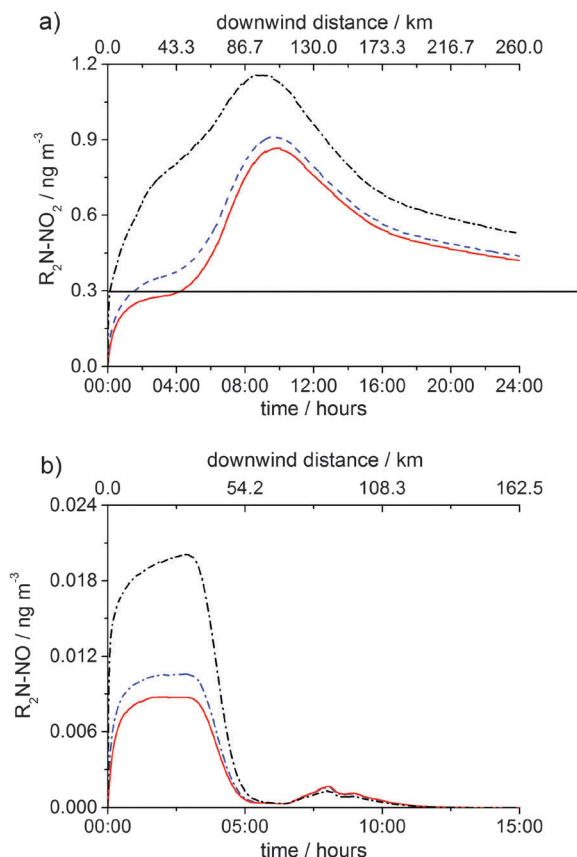 a)
downwind distance / km
0.0 43.3 86.7 130.0 173.3 216.7 260.0
R₂N-NO₂ / ng m⁻³
1.2
0.9
0.6
0.3
0.0
00:00 04:00 08:00 12:00 16:00 20:00 24:00
time / hours
b)
downwind distance / km
0.0 54.2 108.3 162.5
R₂N-NO / ng m⁻³
0.024
0.018
0.012
0.006
0.000
00:00 05:00 10:00 15:00
time / hours